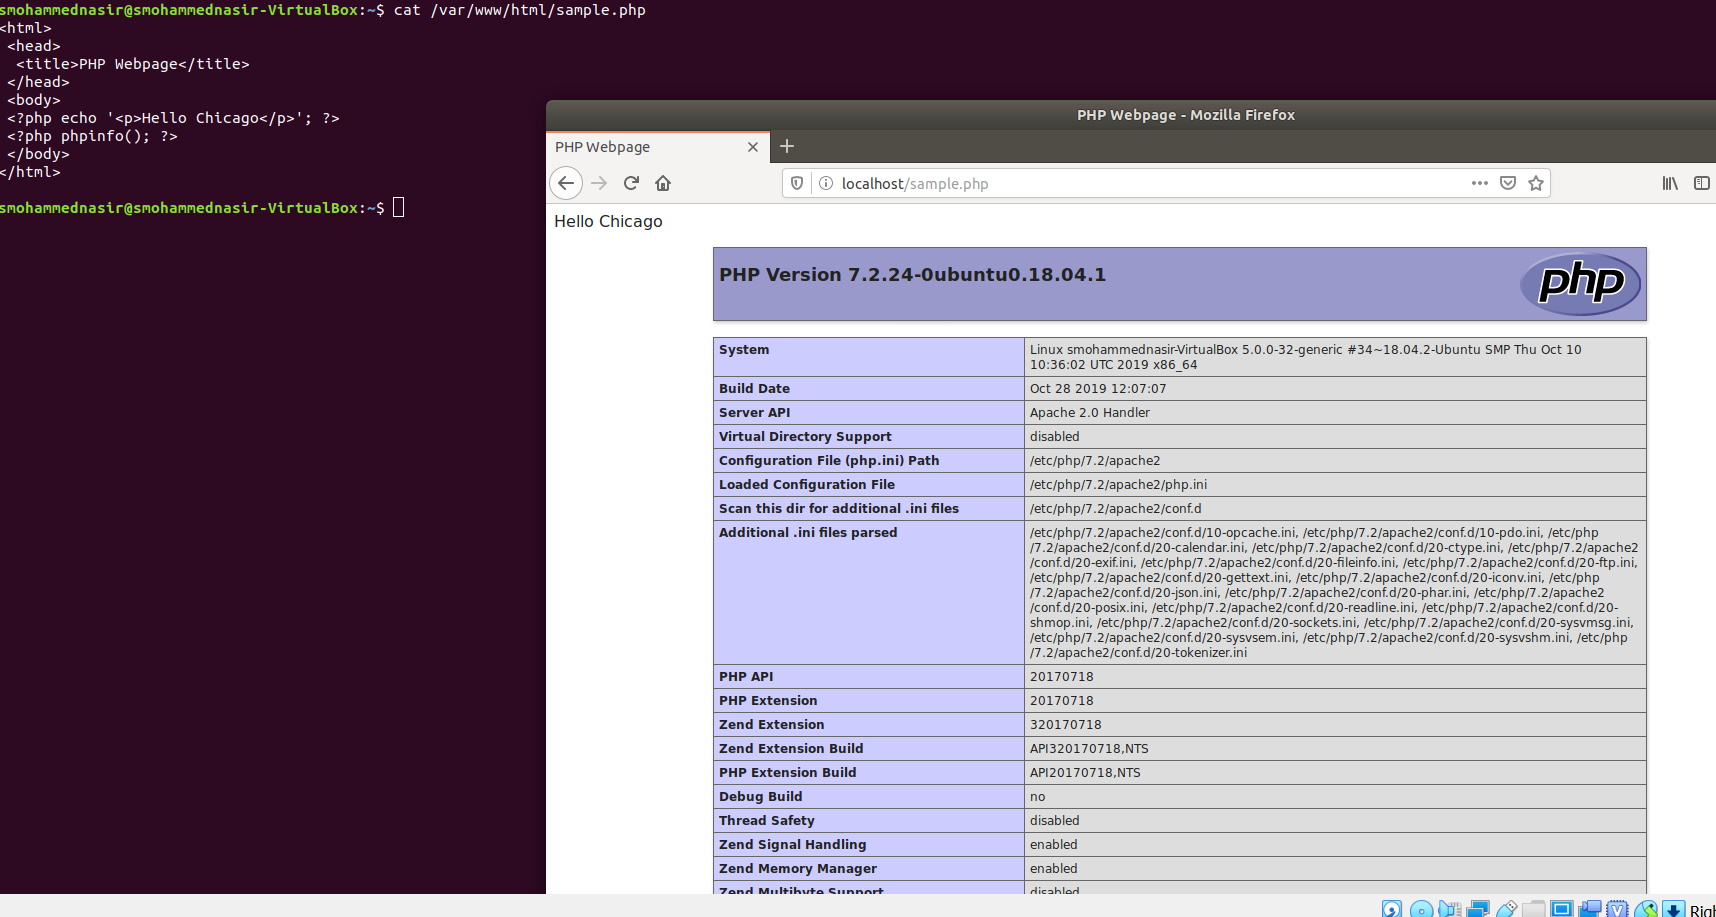 smohammednasir@smohammednasir-VirtualBox:~$ cat /var/www/html/sample.php
<html>
<head>
<title>PHP Webpage</title>
</head>
<body>
<?php echo '<p>Hello Chicago</p>'; ?>
<?php phpinfo(); ?>
</body>
</html>
smohammednasir@smohammednasir-VirtualBox:~$
PHP Webpage - Mozilla Firefox
PHP Webpage
localhost/sample.php
Hello Chicago
PHP Version 7.2.24-0ubuntu0.18.04.1
php
System
Linux smohammednasir-VirtualBox 5.0.0-32-generic #34~18.04.2-Ubuntu SMP Thu Oct 10
10:36:02 UTC 2019 x86_64
Build Date
Oct 28 2019 12:07:07
Server API
Apache 2.0 Handler
Virtual Directory Support
disabled
Configuration File (php.ini) Path
/etc/php/7.2/apache2
Loaded Configuration File
/etc/php/7.2/apache2/php.ini
Scan this dir for additional .ini files
/etc/php/7.2/apache2/conf.d
Additional .ini files parsed
/etc/php/7.2/apache2/conf.d/10-opcache.ini, /etc/php/7.2/apache2/conf.d/10-pdo.ini, /etc/php
/7.2/apache2/conf.d/20-calendar.ini, /etc/php/7.2/apache2/conf.d/20-ctype.ini, /etc/php/7.2/apache2
/conf.d/20-exif.ini, /etc/php/7.2/apache2/conf.d/20-fileinfo.ini, /etc/php/7.2/apache2/conf.d/20-ftp.ini,
/etc/php/7.2/apache2/conf.d/20-gettext.ini, /etc/php/7.2/apache2/conf.d/20-iconv.ini, /etc/php
/7.2/apache2/conf.d/20-json.ini, /etc/php/7.2/apache2/conf.d/20-phar.ini, /etc/php/7.2/apache2
/conf.d/20-posix.ini, /etc/php/7.2/apache2/conf.d/20-readline.ini, /etc/php/7.2/apache2/conf.d/20-
shmop.ini, /etc/php/7.2/apache2/conf.d/20-sockets.ini, /etc/php/7.2/apache2/conf.d/20-sysvmsg.ini,
/etc/php/7.2/apache2/conf.d/20-sysvsem.ini, /etc/php/7.2/apache2/conf.d/20-sysvshm.ini, /etc/php
/7.2/apache2/conf.d/20-tokenizer.ini
PHP API
20170718
PHP Extension
20170718
Zend Extension
320170718
Zend Extension Build
API320170718,NTS
PHP Extension Build
API20170718,NTS
Debug Build
no
Thread Safety
disabled
Zend Signal Handling
enabled
Zend Memory Manager
enabled
Zend Multibyte Support
disabled
Righ